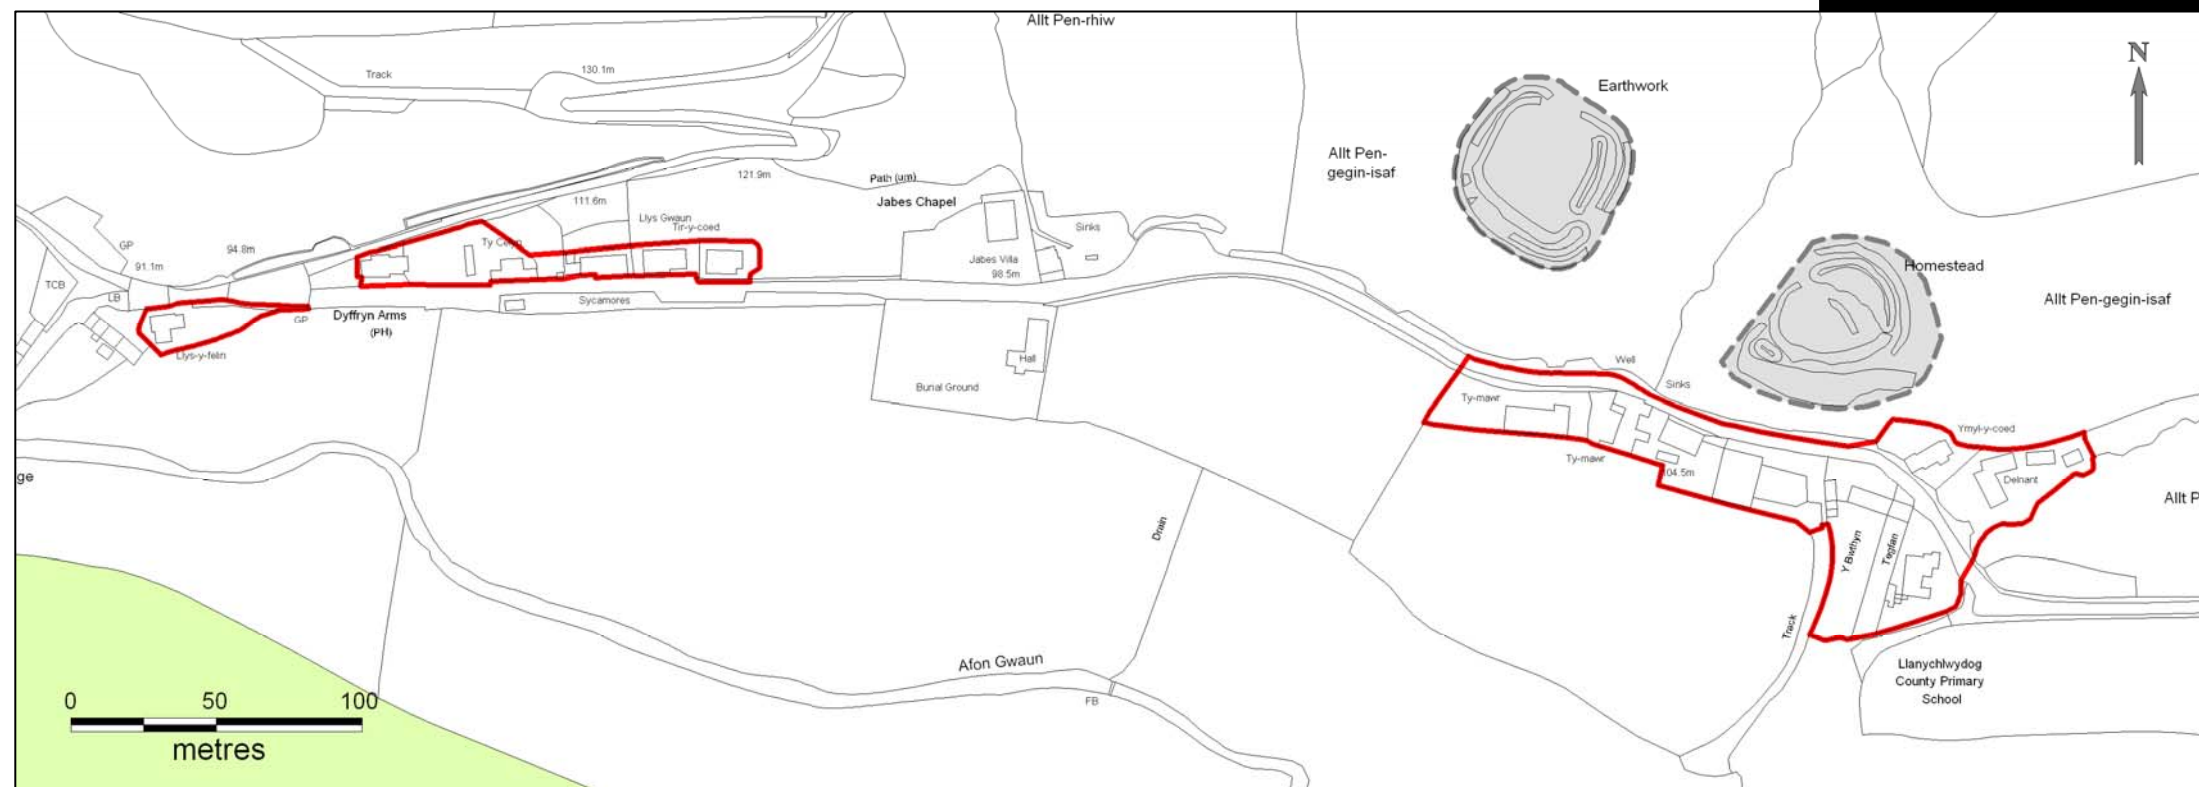 Allt Pen-rhiw
N
Track
130.1m
Earthwork
Allt Pen-
gegin-isaf
121.9m
Path (um)
Jabes Chapel
111.6m
Llys Gwaun
Tir-y-coed
Sinks
GP
94.8m
91.1m
Jabes Villa
98.5m
Homestead
Allt Pen-gegin-isaf
TCB
LB
GP
Sycamores
Dyffryn Arms
(PH)
Llys-y-felin
Hall
Burial Ground
Well
Sinks
Ty-mawr
Ymyl-y-coed
Ty-mawr
04.5m
Delnant
ge
Allt P
Drain
Y Bwthyn
Tegfan
Track
Afon Gwaun
FB
Llanychlwydog
County Primary
School
0 50 100
metres